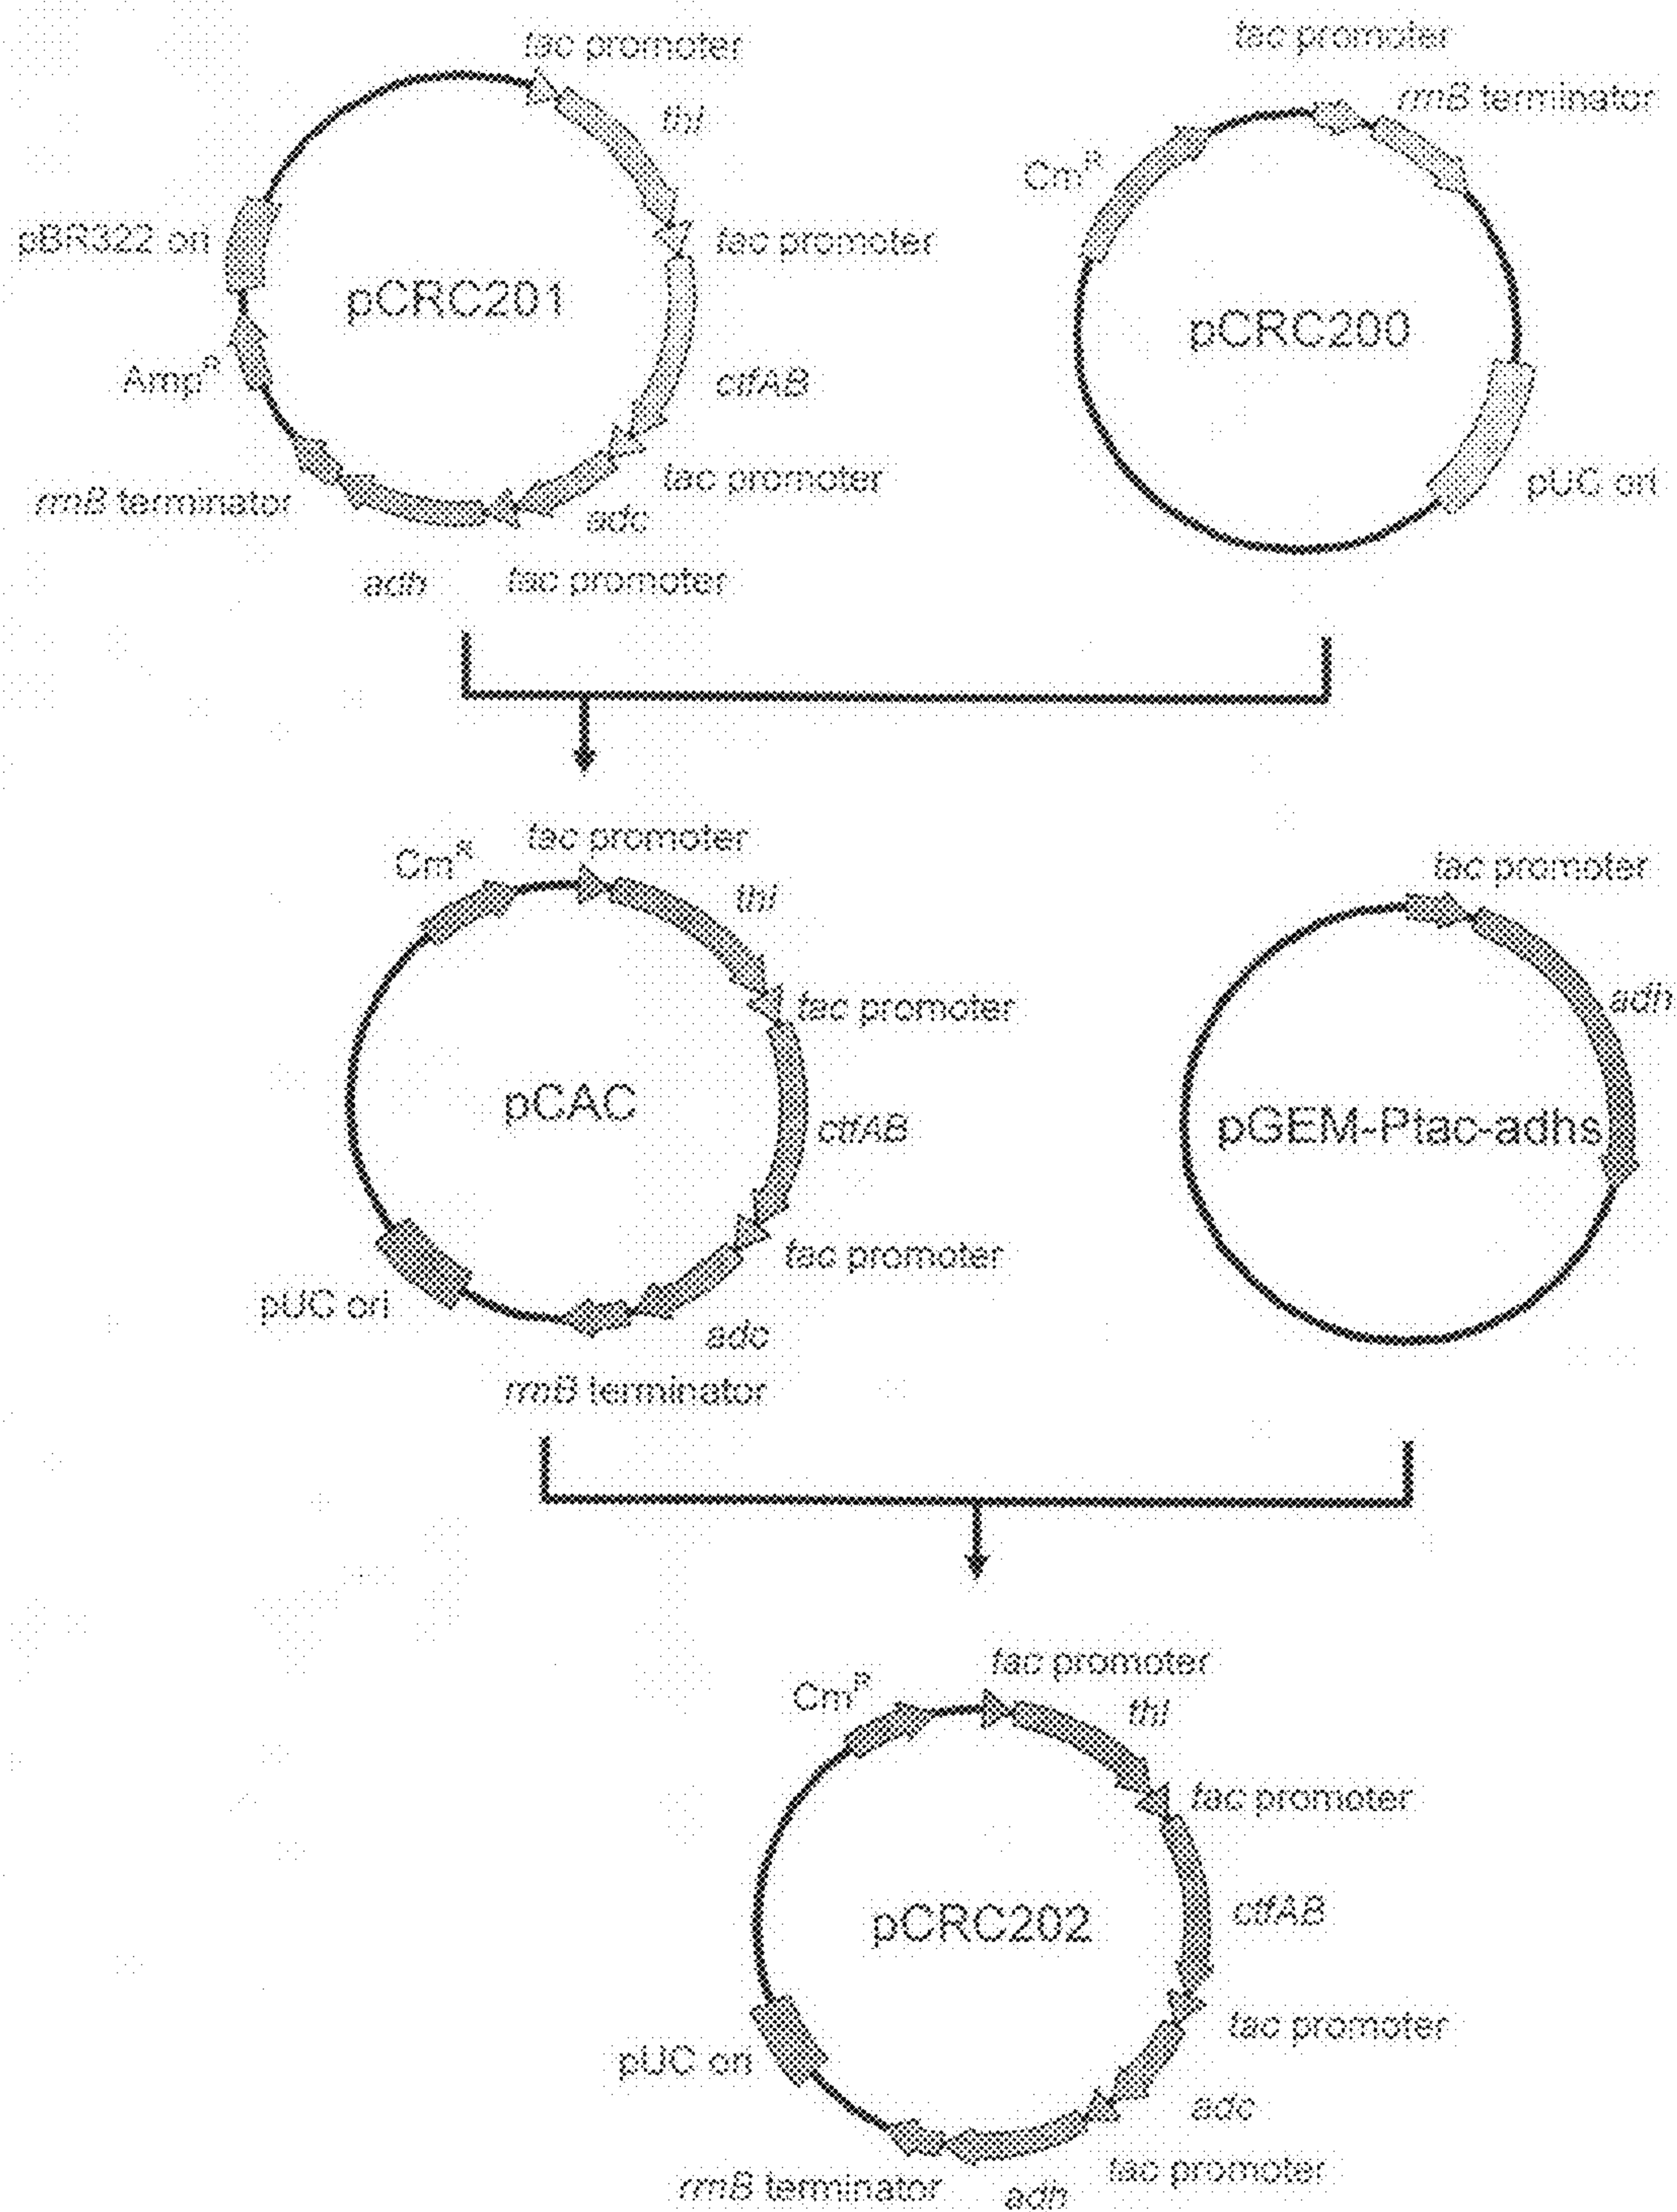 tac promoter
thl
tac promoter
pBR322 ori
pCRC201
Amp^R
ctfAB
tac promoter
rrnB terminator
adc
tac promoter
adh
tac promoter
rrnB terminator
Cm^R
pCRC200
pUC ori
Cm^R
tac promoter
thl
tac promoter
pCAC
ctfAB
tac promoter
pUC ori
adc
rrnB terminator
tac promoter
adh
pGEM-Ptac-adhs
Cm^R
tac promoter
thl
tac promoter
pCRC202
ctfAB
tac promoter
pUC ori
adc
tac promoter
rrnB terminator
adh